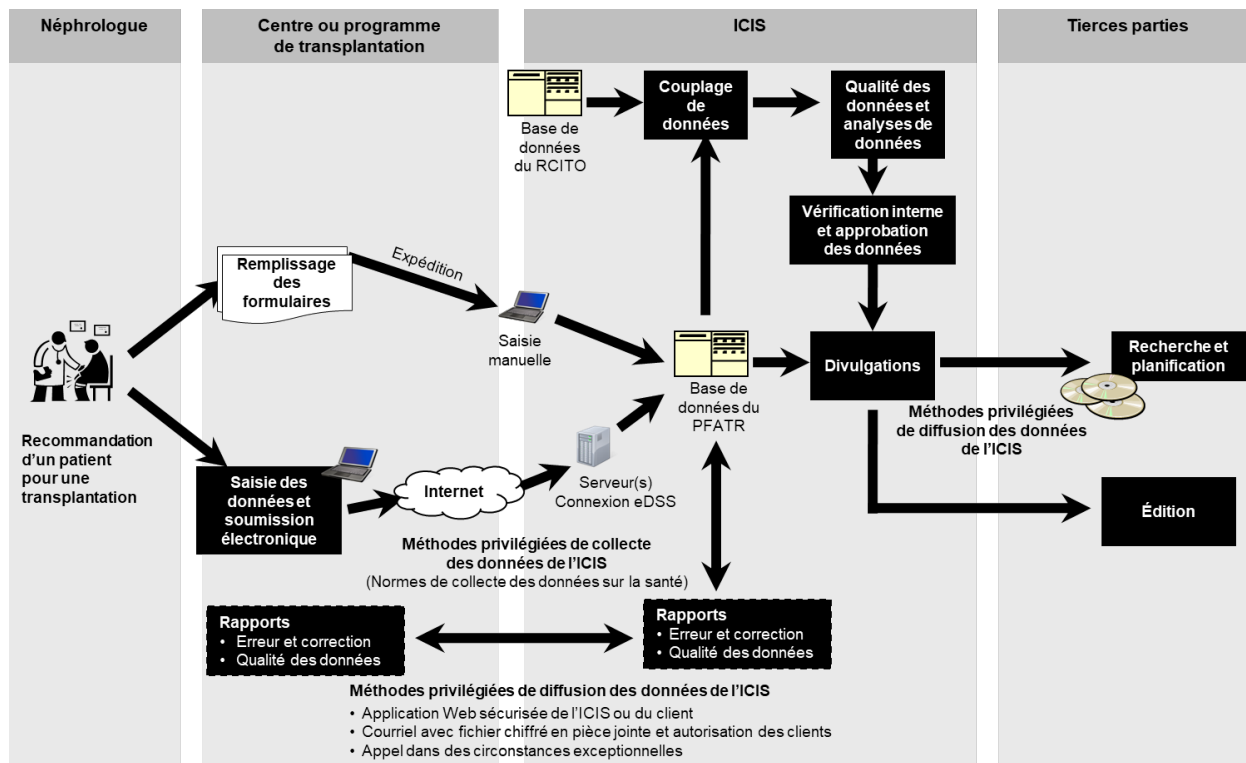 Néphrologue
Centre ou programme
de transplantation
ICIS
Tierces parties
Base de
données
du RCITO
Couplage
de
données
Qualité des
données et
analyses de
données
Vérification interne
et approbation
des données
Remplissage
des
formulaires
Expédition
Saisie
manuelle
Recommandation
d'un patient
pour une
transplantation
Base de
données du
PFATR
Divulgations
Recherche et
planification
Méthodes privilégiées
de diffusion des données
de l'ICIS
Saisie des
données et
soumission
électronique
Internet
Serveur(s)
Connexion eDSS
Édition
Méthodes privilégiées de collecte
des données de l'ICIS
(Normes de collecte des données sur la santé)
Rapports
• Erreur et correction
• Qualité des données
Rapports
• Erreur et correction
• Qualité des données
Méthodes privilégiées de diffusion des données de l'ICIS
• Application Web sécurisée de l'ICIS ou du client
• Courriel avec fichier chiffré en pièce jointe et autorisation des clients
• Appel dans des circonstances exceptionnelles